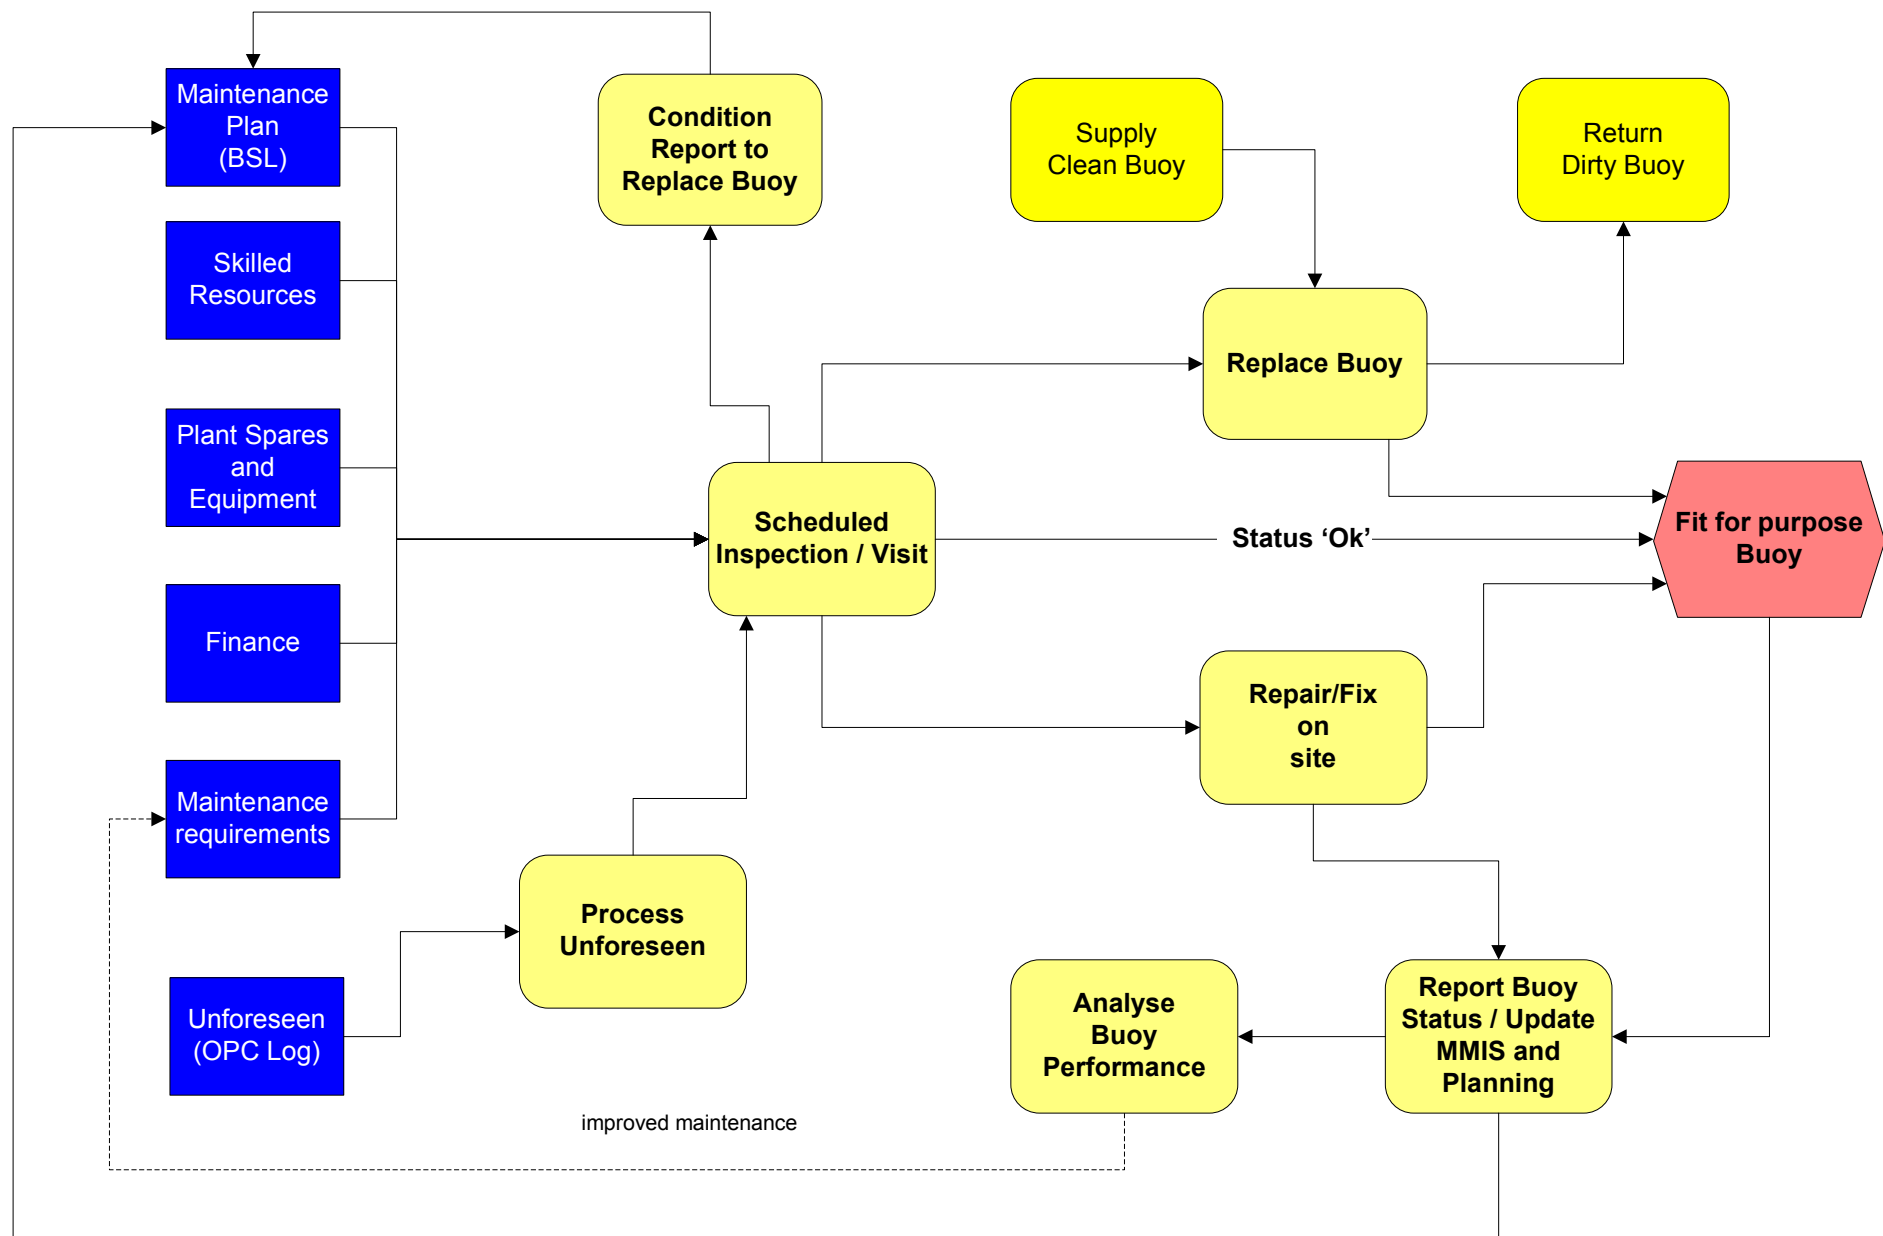 Maintenance
Plan
(BSL)
Condition
Report to
Replace Buoy
Supply
Clean Buoy
Return
Dirty Buoy
Skilled
Resources
Replace Buoy
Plant Spares
and
Equipment
Scheduled
Inspection / Visit
Status ‘Ok’
Fit for purpose
Buoy
Finance
Repair/Fix
on
site
Maintenance
requirements
Process
Unforeseen
Unforeseen
(OPC Log)
Analyse
Buoy
Performance
Report Buoy
Status / Update
MMIS and
Planning
improved maintenance